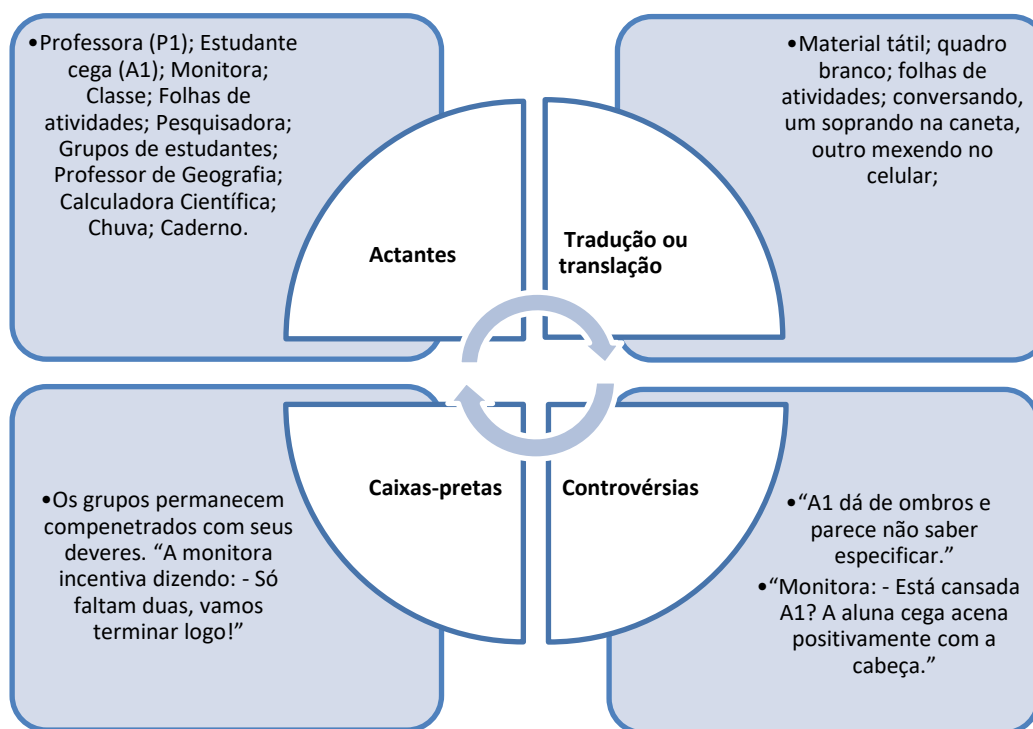 •Professora (P1); Estudante
cega (A1); Monitora;
Classe; Folhas de
atividades; Pesquisadora;
Grupos de estudantes;
Professor de Geografia;
Calculadora Científica;
Chuva; Caderno.
Actantes
•Material tátil; quadro
branco; folhas de
atividades; conversando,
um soprando na caneta,
outro mexendo no
celular;
Tradução ou
translação
Caixas-pretas
•Os grupos permanecem
compenetrados com seus
deveres. “A monitora
incentiva dizendo: - Só
faltam duas, vamos
terminar logo!”
Controvérsias
•“A1 dá de ombros e
parece não saber
especificar.”
•“Monitora: - Está cansada
A1? A aluna cega acena
positivamente com a
cabeça.”